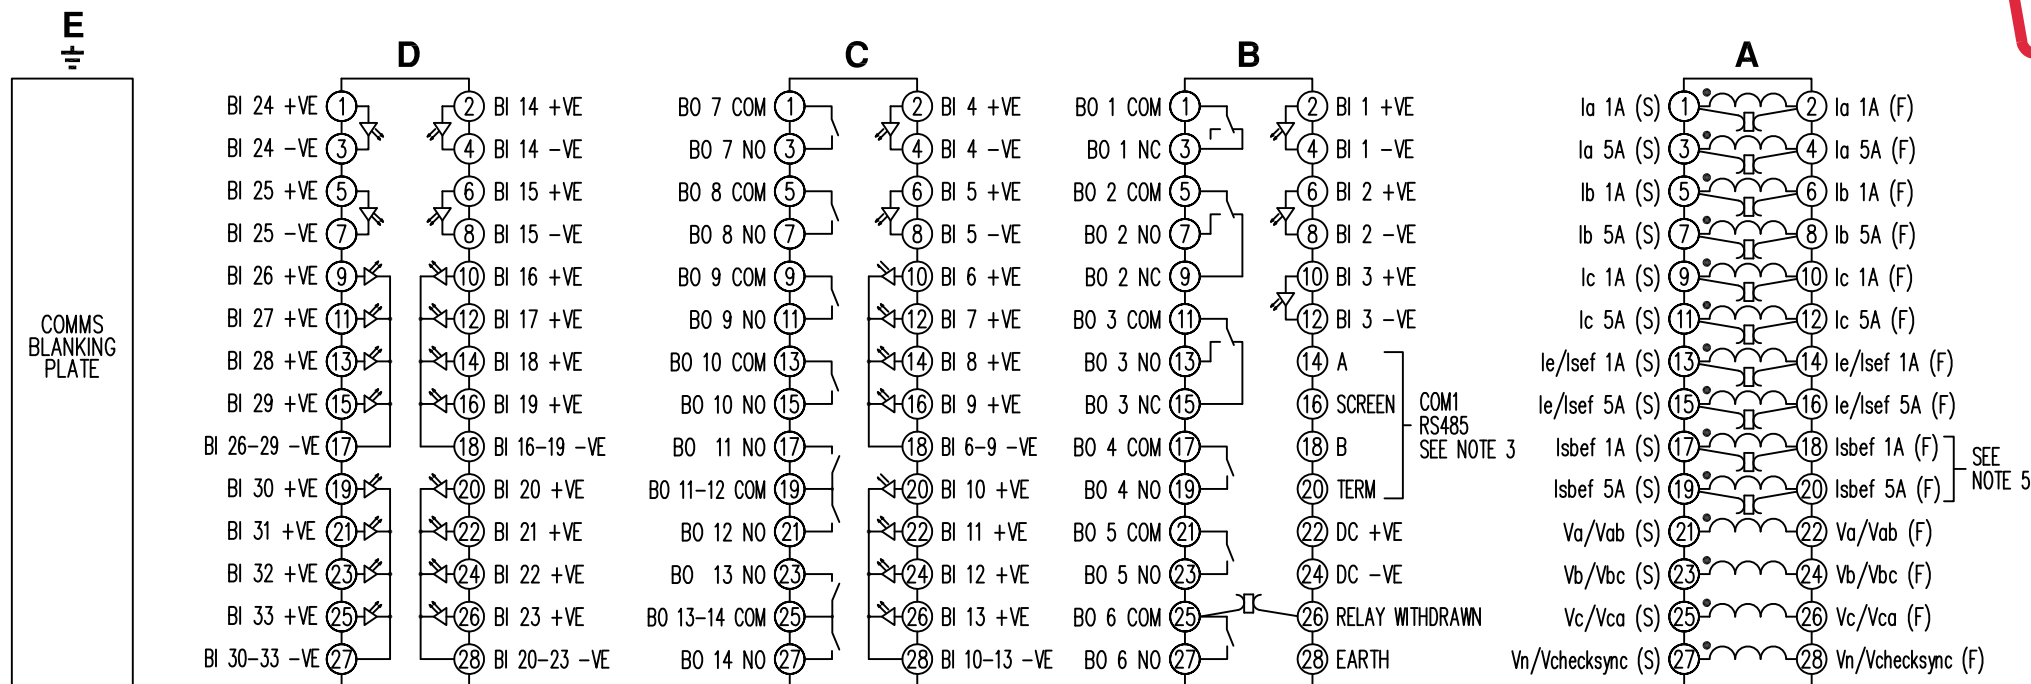 E
D
C
B
A
COMMS
BLANKING
PLATE
BI 24 +VE 1 2 BI 14 +VE
BI 24 -VE 3 4 BI 14 -VE
BI 25 +VE 5 6 BI 15 +VE
BI 25 -VE 7 8 BI 15 -VE
BI 26 +VE 9 10 BI 16 +VE
BI 27 +VE 11 12 BI 17 +VE
BI 28 +VE 13 14 BI 18 +VE
BI 29 +VE 15 16 BI 19 +VE
BI 26-29 -VE 17 18 BI 16-19 -VE
BI 30 +VE 19 20 BI 20 +VE
BI 31 +VE 21 22 BI 21 +VE
BI 32 +VE 23 24 BI 22 +VE
BI 33 +VE 25 26 BI 23 +VE
BI 30-33 -VE 27 28 BI 20-23 -VE
BO 7 COM 1 2 BI 4 +VE
BO 7 NO 3 4 BI 4 -VE
BO 8 COM 5 6 BI 5 +VE
BO 8 NO 7 8 BI 5 -VE
BO 9 COM 9 10 BI 6 +VE
BO 9 NO 11 12 BI 7 +VE
BO 10 COM 13 14 BI 8 +VE
BO 10 NO 15 16 BI 9 +VE
BO 11 NO 17 18 BI 6-9 -VE
BO 11-12 COM 19 20 BI 10 +VE
BO 12 NO 21 22 BI 11 +VE
BO 13 NO 23 24 BI 12 +VE
BO 13-14 COM 25 26 BI 13 +VE
BO 14 NO 27 28 BI 10-13 -VE
BO 1 COM 1 2 BI 1 +VE
BO 1 NC 3 4 BI 1 -VE
BO 2 COM 5 6 BI 2 +VE
BO 2 NO 7 8 BI 2 -VE
BO 2 NC 9 10 BI 3 +VE
BO 3 COM 11 12 BI 3 -VE
BO 3 NO 13 14 A
BO 3 NC 15 16 SCREEN
BO 4 COM 17 18 B
BO 4 NO 19 20 TERM
BO 5 COM 21 22 DC +VE
BO 5 NO 23 24 DC -VE
BO 6 COM 25 26 RELAY WITHDRAWN
BO 6 NO 27 28 EARTH
COM1
RS485
SEE NOTE 3
Ia 1A (S) 1 2 Ia 1A (F)
Ia 5A (S) 3 4 Ia 5A (F)
Ib 1A (S) 5 6 Ib 1A (F)
Ib 5A (S) 7 8 Ib 5A (F)
Ic 1A (S) 9 10 Ic 1A (F)
Ic 5A (S) 11 12 Ic 5A (F)
Ie/Isef 1A (S) 13 14 Ie/Isef 1A (F)
Ie/Isef 5A (S) 15 16 Ie/Isef 5A (F)
Isbef 1A (S) 17 18 Isbef 1A (F)
Isbef 5A (S) 19 20 Isbef 5A (F)
Va/Vab (S) 21 22 Va/Vab (F)
Vb/Vbc (S) 23 24 Vb/Vbc (F)
Vc/Vca (S) 25 26 Vc/Vca (F)
Vn/Vchecksync (S) 27 28 Vn/Vchecksync (F)
SEE
NOTE 5